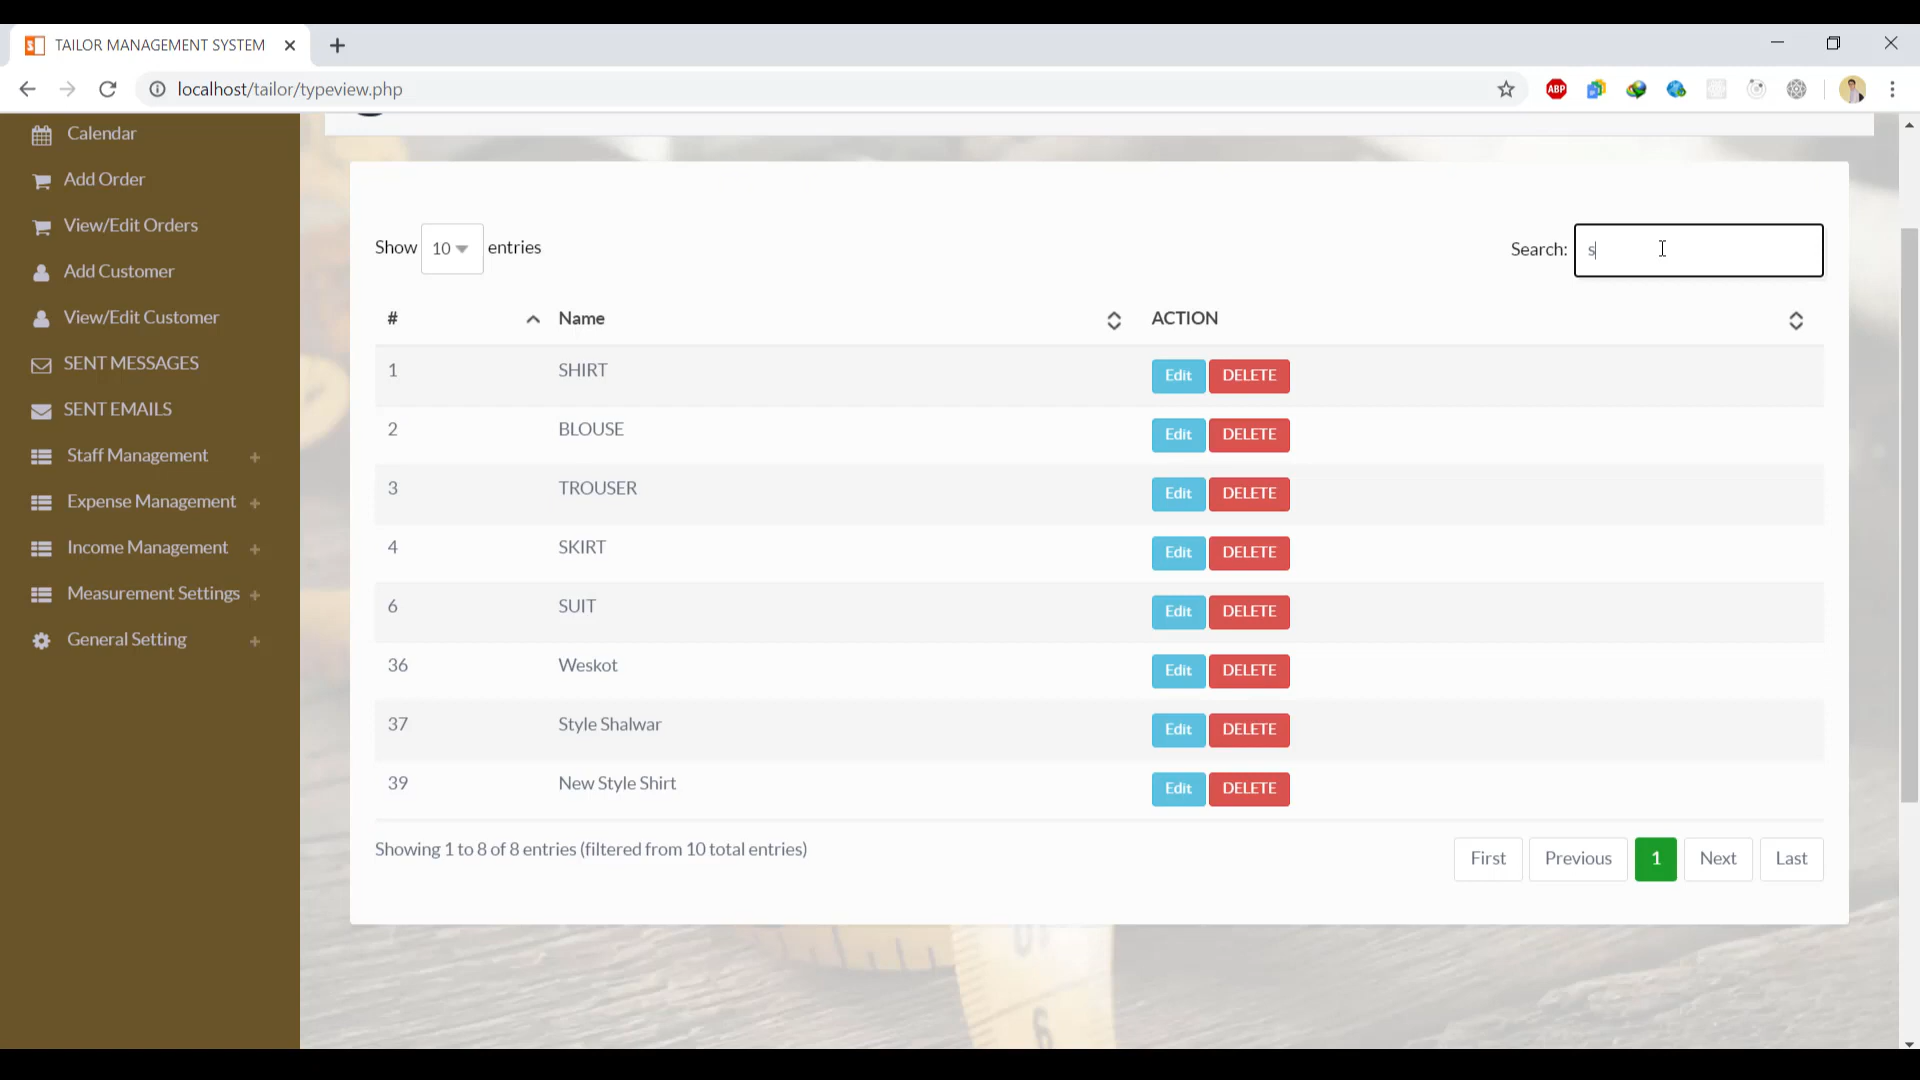 TAILOR MANAGEMENT SYSTEM
localhost/tailor/typeview.php
ABP
Calendar
Add Order
View/Edit Orders
Add Customer
View/Edit Customer
SENT MESSAGES
SENT EMAILS
Staff Management +
Expense Management +
Income Management +
Measurement Settings +
General Setting +
Show 10 entries
Search: s
# Name ACTION
1 SHIRT Edit DELETE
2 BLOUSE Edit DELETE
3 TROUSER Edit DELETE
4 SKIRT Edit DELETE
6 SUIT Edit DELETE
36 Weskot Edit DELETE
37 Style Shalwar Edit DELETE
39 New Style Shirt Edit DELETE
Showing 1 to 8 of 8 entries (filtered from 10 total entries)
First Previous 1 Next Last